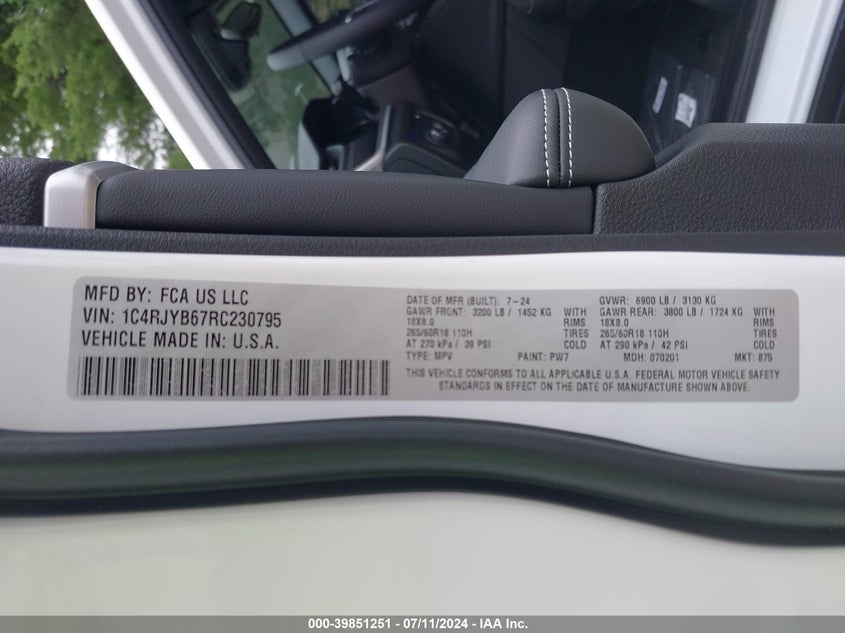 MFD BY: FCA US LLC
VIN: 1C4RJYB67RC230795
VEHICLE MADE IN: U.S.A.
DATE OF MFR (BUILT): 7-24
GVWR: 6900 LB / 3130 KG
GAWR FRONT: 3200 LB / 1452 KG WITH
GAWR REAR: 3800 LB / 1724 KG WITH
18X8.0 RIMS
18X8.0 RIMS
265/60R18 110H TIRES
265/60R18 110H TIRES
AT 270 kPa / 39 PSI COLD
AT 290 kPa / 42 PSI COLD
TYPE: MPV PAINT: PW7
MDH: 070201 MKT: 875
THIS VEHICLE CONFORMS TO ALL APPLICABLE U.S.A. FEDERAL MOTOR VEHICLE SAFETY
STANDARDS IN EFFECT ON THE DATE OF MANUFACTURE SHOWN ABOVE.
000-39851251 - 07/11/2024 - IAA Inc.